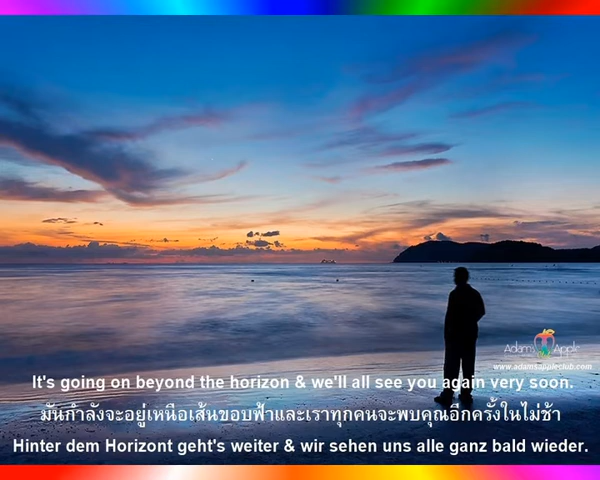 Adam's Apple
www.adamsappleclub.com
It's going on beyond the horizon & we'll all see you again very soon.
มันกำลังจะอยู่เหนือเส้นขอบฟ้าและเราทุกคนจะพบคุณอีกครั้งในไม่ช้า
Hinter dem Horizont geht's weiter & wir sehen uns alle ganz bald wieder.